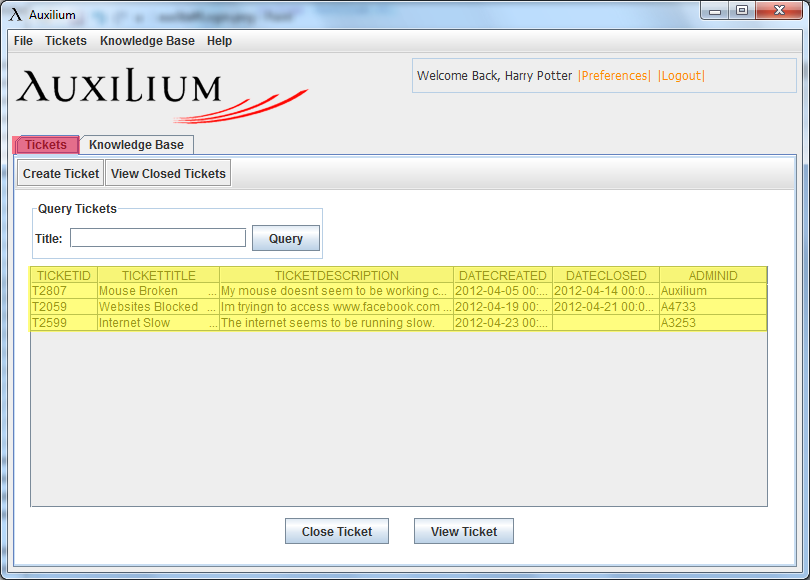 Auxilium
File Tickets Knowledge Base Help
AUXILIUM
Welcome Back, Harry Potter |Preferences| |Logout|
Tickets Knowledge Base
Create Ticket View Closed Tickets
Query Tickets
Title: Query
TICKETID TICKETTITLE TICKETDESCRIPTION DATECREATED DATECLOSED ADMINID
T2807 Mouse Broken ... My mouse doesnt seem to be working c... 2012-04-05 00:... 2012-04-14 00:0... Auxilium
T2059 Websites Blocked ... Im tryingn to access www.facebook.com ... 2012-04-19 00:... 2012-04-21 00:0... A4733
T2599 Internet Slow ... The internet seems to be running slow. 2012-04-23 00:... A3253
Close Ticket View Ticket